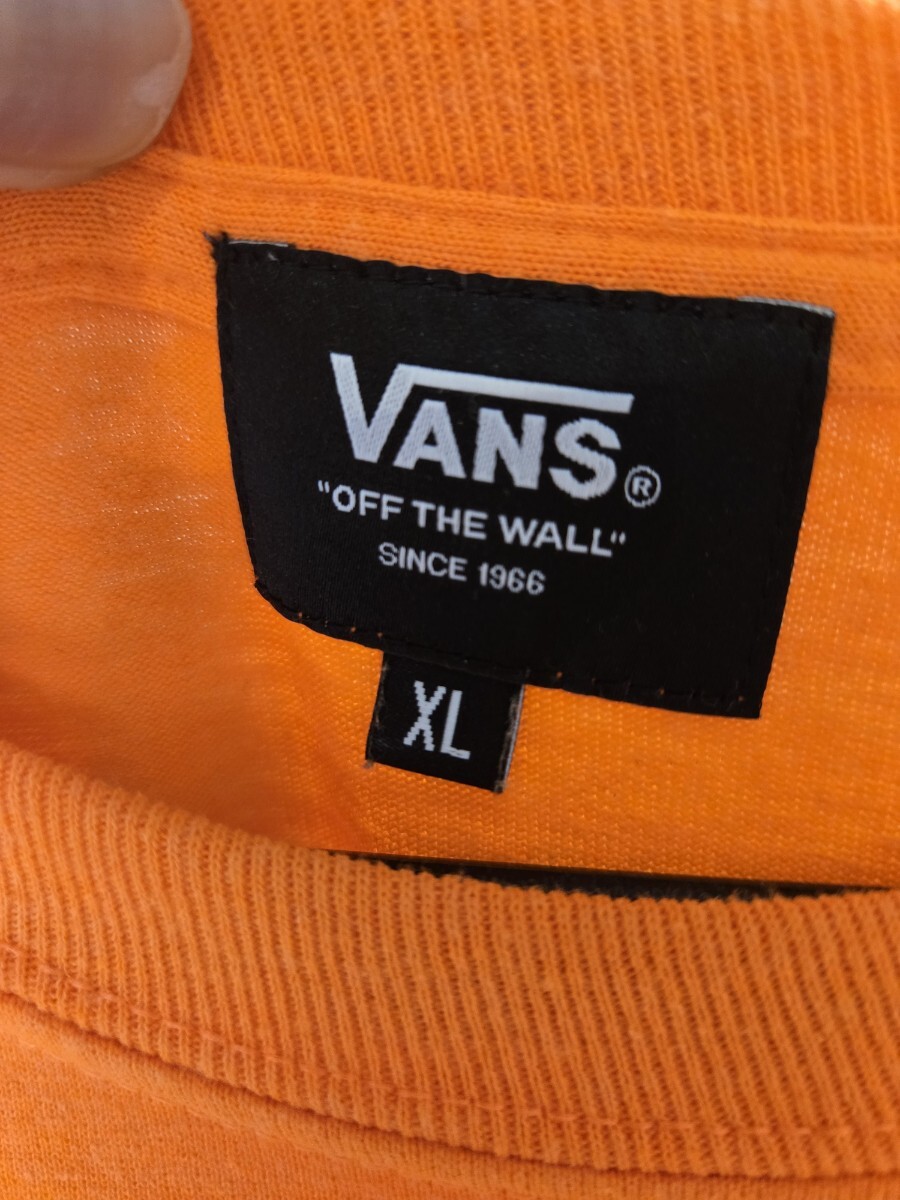 VANS®
"OFF THE WALL"
SINCE 1966
XL